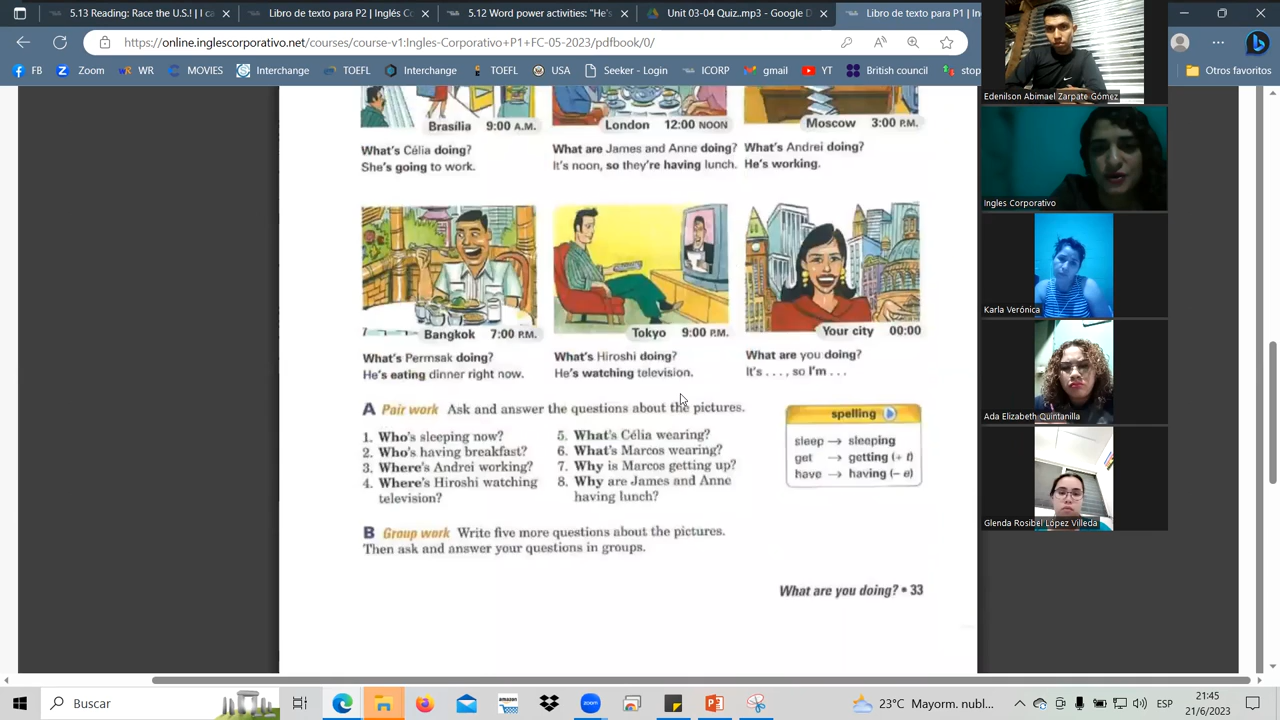 5.13 Reading: Race the U.S.! | I ca
Libro de texto para P2 | Inglés Co
5.12 Word power activities: "He's
Unit 03-04 Quiz.mp3 - Google D
Libro de texto para P1 | In
https://online.inglescorporativo.net/courses/course-v1:Ingles-Corporativo+P1+FC-05-2023/pdfbook/0/
FB
Zoom
WR
MOVIES
Interchange
TOEFL
USA
Seeker - Login
gmail
British council
Otros favoritos
Brasília 9:00 A.M.
London 12:00 NOON
Moscow 3:00 P.M.
What's Célia doing?
She's going to work.
What are James and Anne doing?
It's noon, so they're having lunch.
What's Andrei doing?
He's working.
Bangkok 7:00 P.M.
Tokyo 9:00 P.M.
Your city 00:00
What's Permsak doing?
He's eating dinner right now.
What's Hiroshi doing?
He's watching television.
What are you doing?
It's . . . , so I'm . . .
A Pair work Ask and answer the questions about the pictures.
1. Who's sleeping now?
2. Who's having breakfast?
3. Where's Andrei working?
4. Where's Hiroshi watching
television?
5. What's Célia wearing?
6. What's Marcos wearing?
7. Why is Marcos getting up?
8. Why are James and Anne
having lunch?
spelling
sleep → sleeping
get → getting (+ t)
have → having (– e)
B Group work Write five more questions about the pictures.
Then ask and answer your questions in groups.
What are you doing? • 33
Edenilson Abimael Zarpate Gómez
Ingles Corporativo
Karla Verónica
Ada Elizabeth Quintanilla
Glenda Rosibel López Villeda
Buscar
amazon
zoom
23°C Mayorm. nubl...
ESP
21:45
21/6/2023